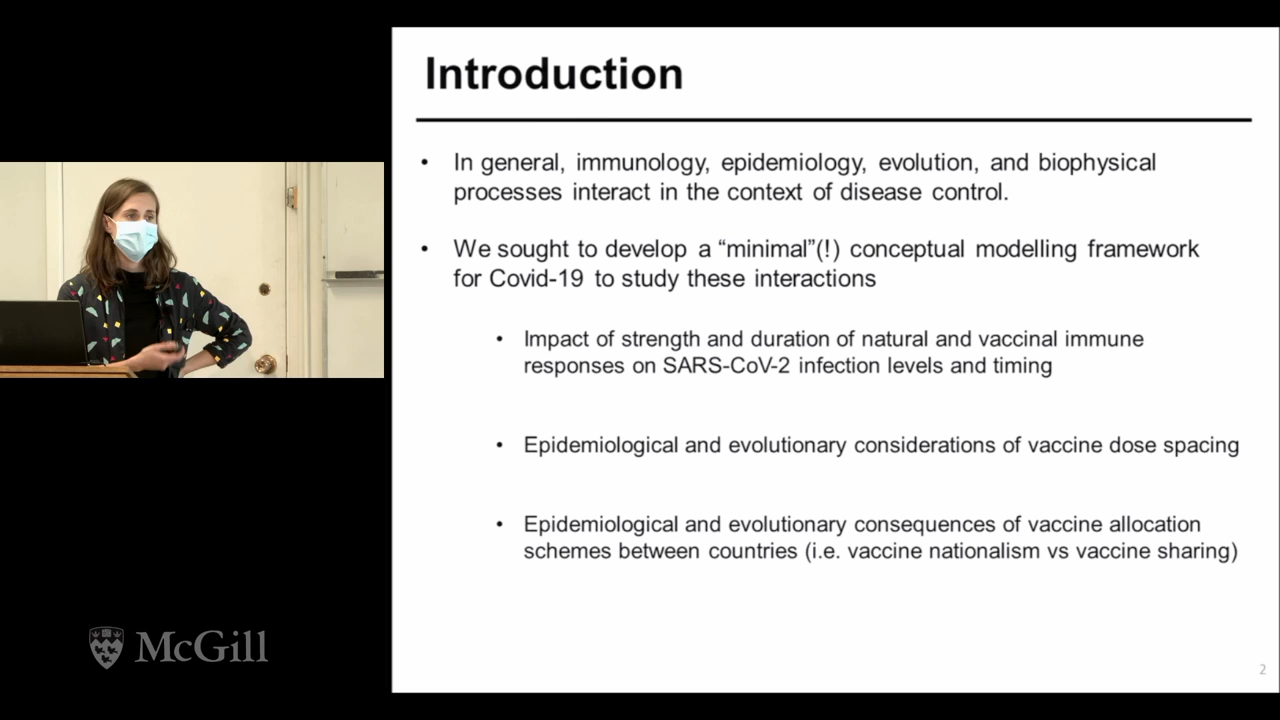 Introduction
• In general, immunology, epidemiology, evolution, and biophysical
processes interact in the context of disease control.
• We sought to develop a “minimal”(!) conceptual modelling framework
for Covid-19 to study these interactions
• Impact of strength and duration of natural and vaccinal immune
responses on SARS-CoV-2 infection levels and timing
• Epidemiological and evolutionary considerations of vaccine dose spacing
• Epidemiological and evolutionary consequences of vaccine allocation
schemes between countries (i.e. vaccine nationalism vs vaccine sharing)
McGill
2